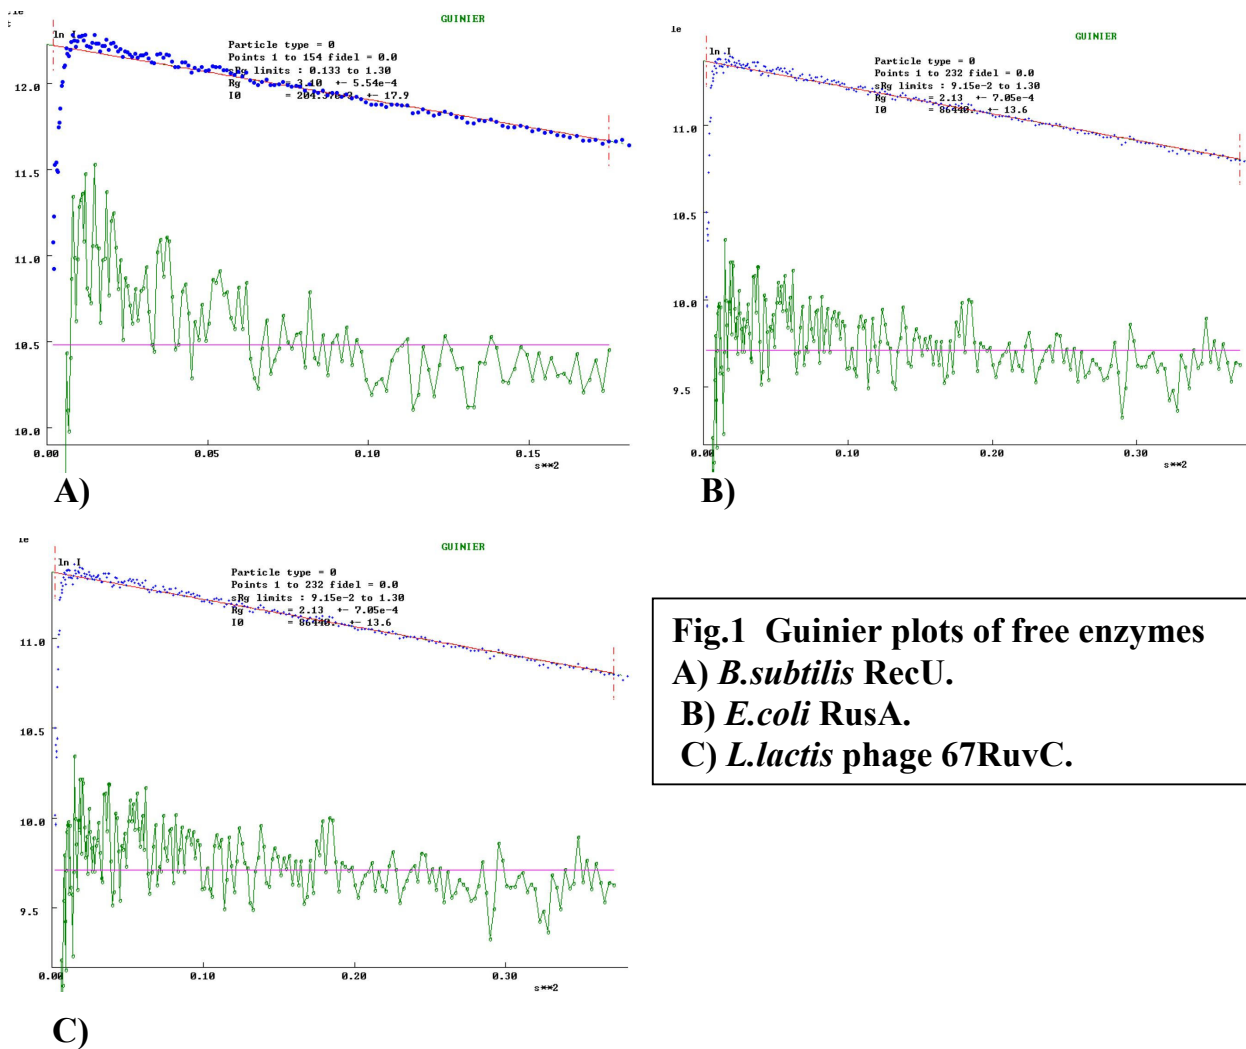 GUINIER
ln I
Particle type = 0
Points 1 to 154 fidel = 0.0
sRg limits : 0.133 to 1.30
Rg = 3.10 +- 5.54e-4
+- 17.9
12.0
11.5
11.0
10.5
10.0
0.00 0.05 0.10 0.15
s**2
A)
GUINIER
ln I
Particle type = 0
Points 1 to 232 fidel = 0.0
sRg limits : 9.15e-2 to 1.30
Rg = 2.13 +- 7.05e-4
I0 = 86440. +- 13.6
11.0
10.5
10.0
9.5
0.00 0.10 0.20 0.30
s**2
B)
GUINIER
ln I
Particle type = 0
Points 1 to 232 fidel = 0.0
sRg limits : 9.15e-2 to 1.30
Rg = 2.13 +- 7.05e-4
I0 = 86440. +- 13.6
11.0
10.5
10.0
9.5
0.00 0.10 0.20 0.30
s**2
C)
Fig.1 Guinier plots of free enzymes
A) B.subtilis RecU.
B) E.coli RusA.
C) L.lactis phage 67RuvC.